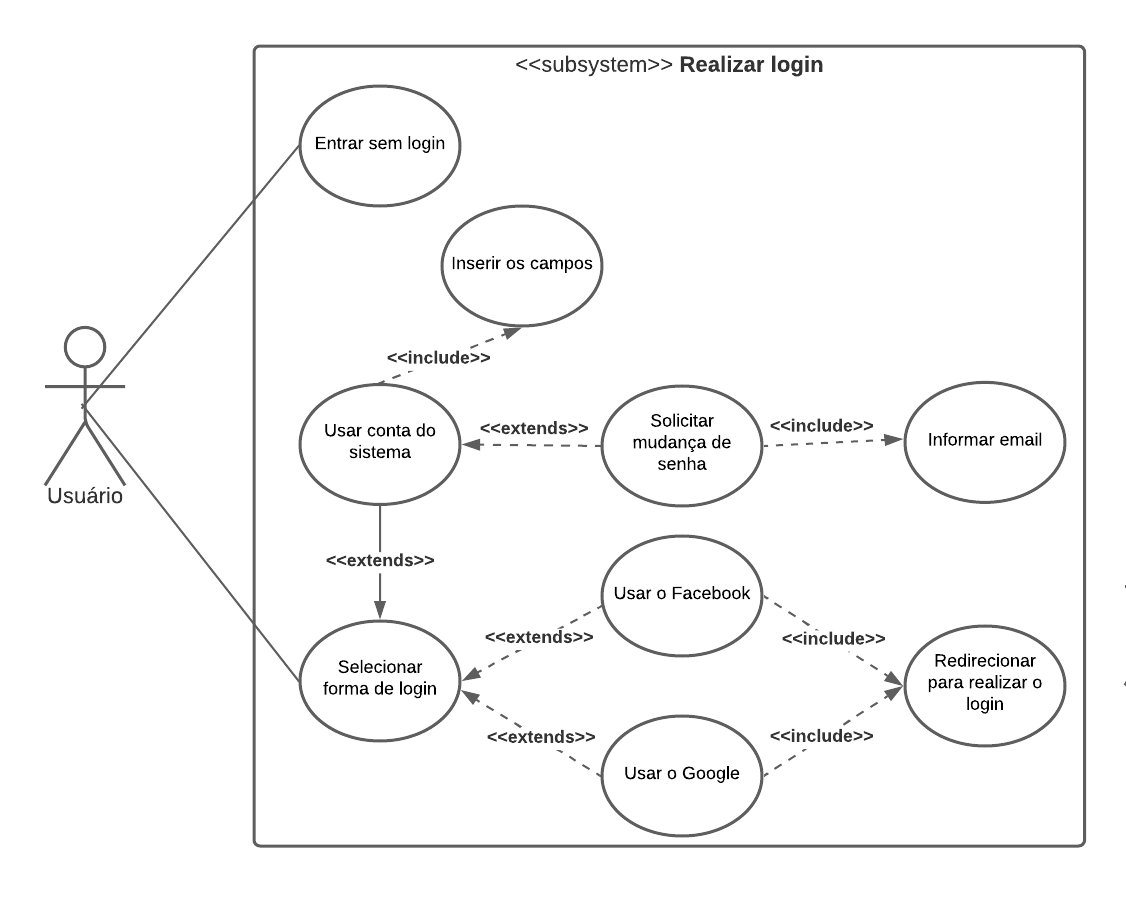 <<subsystem>> Realizar login
Entrar sem login
Inserir os campos
<<include>>
Usar conta do
sistema
<<extends>>
Solicitar
mudança de
senha
<<include>>
Informar email
Usuário
<<extends>>
Usar o Facebook
<<extends>>
<<include>>
Selecionar
forma de login
Redirecionar
para realizar o
login
<<extends>>
<<include>>
Usar o Google